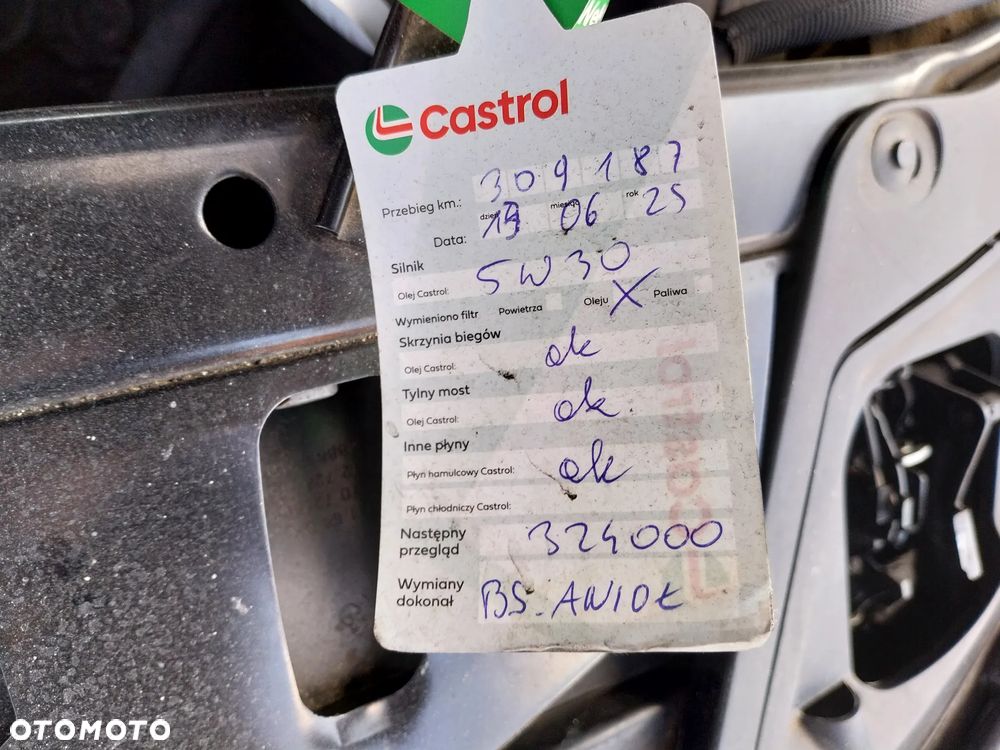 Castrol
Przebieg km.: 309187
dzień miesiąc rok
Data: 06 25
Silnik
Olej Castrol: 5W30
Wymieniono filtr Powietrza Oleju X Paliwa
Skrzynia biegów
Olej Castrol: ok
Tylny most
Olej Castrol: ok
Inne płyny
Płyn hamulcowy Castrol: ok
Płyn chłodniczy Castrol:
Następny przegląd 324000
Wymiany dokonał BS. ANIOŁ
OTOMOTO